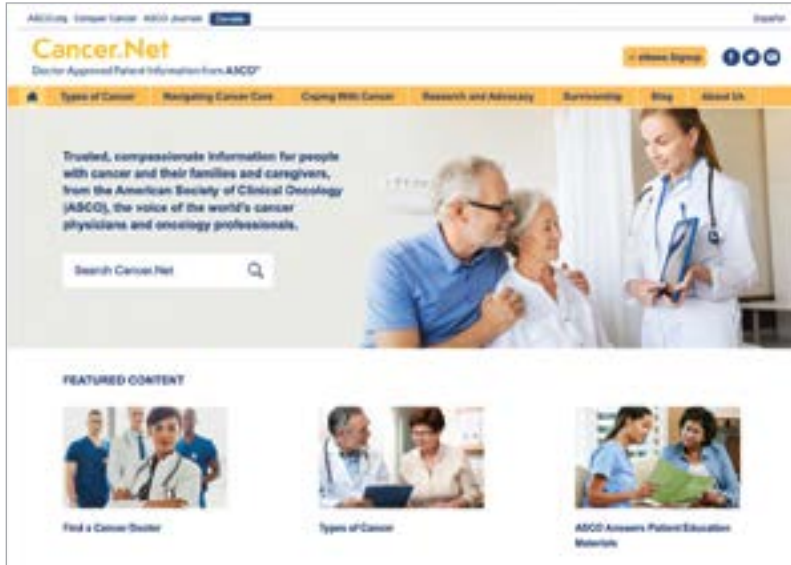 ASCO.org Conquer Cancer ASCO Journals Donate
Español
Cancer.Net
Doctor-Approved Patient Information from ASCO®
eNews Signup
Types of Cancer Navigating Cancer Care Coping With Cancer Research and Advocacy Survivorship Blog About Us
Trusted, compassionate information for people
with cancer and their families and caregivers,
from the American Society of Clinical Oncology
(ASCO), the voice of the world's cancer
physicians and oncology professionals.
Search Cancer.Net
FEATURED CONTENT
Find a Cancer Doctor
Types of Cancer
ASCO Answers Patient Education
Materials